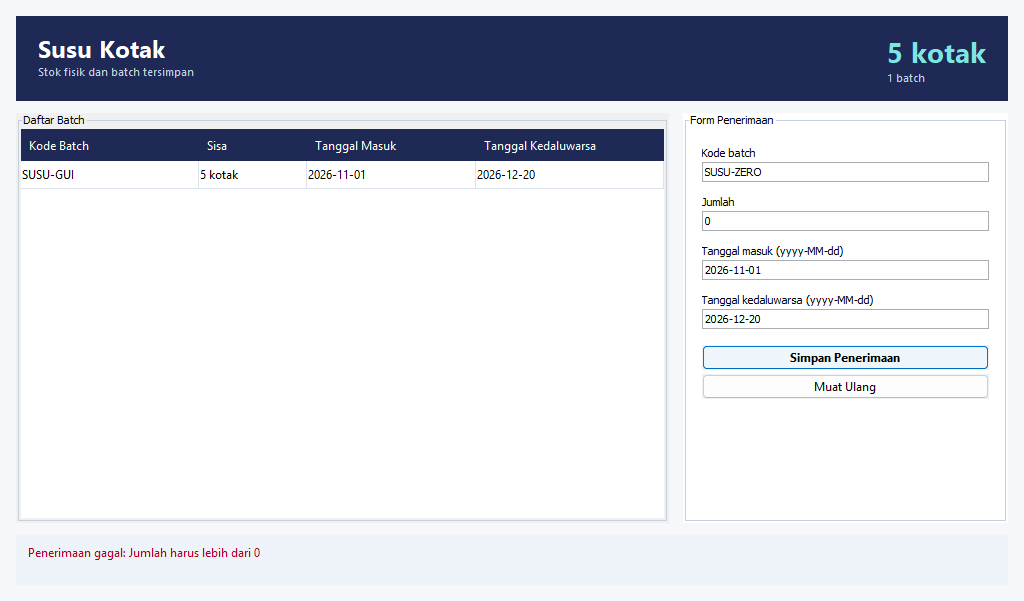 Susu Kotak
Stok fisik dan batch tersimpan
5 kotak
1 batch
Daftar Batch
Kode Batch Sisa Tanggal Masuk Tanggal Kedaluwarsa
SUSU-GUI 5 kotak 2026-11-01 2026-12-20
Form Penerimaan
Kode batch
SUSU-ZERO
Jumlah
0
Tanggal masuk (yyyy-MM-dd)
2026-11-01
Tanggal kedaluwarsa (yyyy-MM-dd)
2026-12-20
Simpan Penerimaan
Muat Ulang
Penerimaan gagal: Jumlah harus lebih dari 0